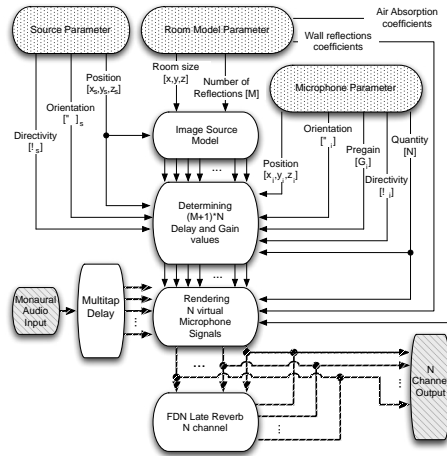 Air Absorption
coefficients
Source Parameter
Room Model Parameters
Wall reflections
coefficients
Room size
[x,y,z]
Number of
Reflections [M]
Position
[xs,ys,zs]
Orientation
[" ]s
Directivity
[! s]
Microphone Parameter
Image Source
Model
Orientation
[" i]
Quantity
[N]
Pregain
[Gi]
Position
[xi,yi,zi]
Directivity
[! i]
...
Determining
(M+1)*N
Delay and Gain
values
...
Monaural
Audio
Input
Multitap
Delay
...
Rendering
N virtual
Microphone
Signals
...
N
Channel
Output
...
FDN Late Reverb
N channel
...